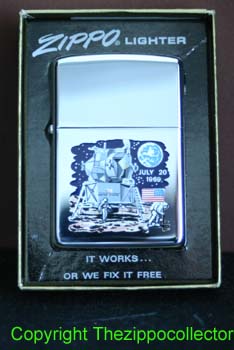 ZIPPO® LIGHTER
JULY 20
1969
IT WORKS...
OR WE FIX IT FREE
Copyright Thezippocollector